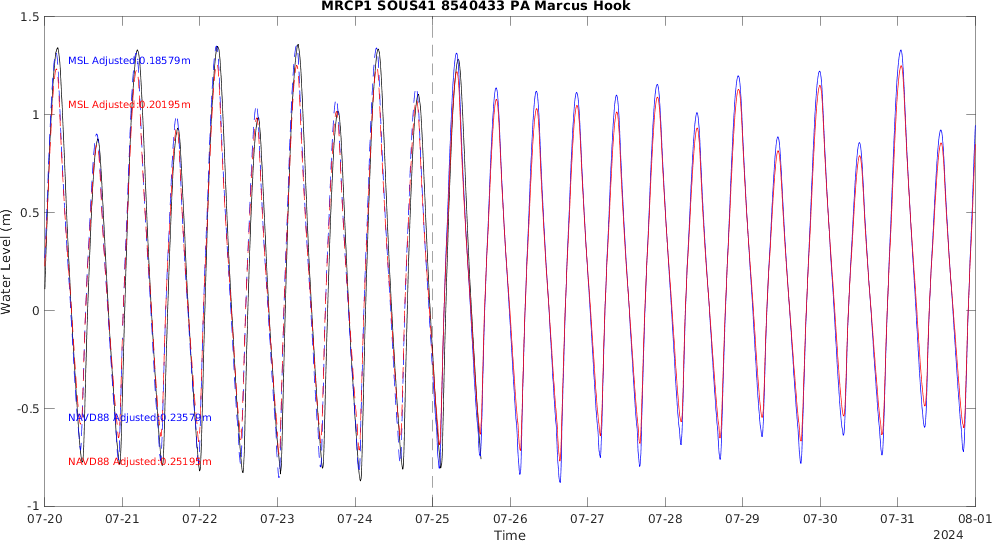 MRCP1 SOUS41 8540433 PA Marcus Hook
1.5
MSL Adjusted:0.18579m
MSL Adjusted:0.20195m
1
0.5
Water Level (m)
0
-0.5
NAVD88 Adjusted:0.23579m
NAVD88 Adjusted:0.25195m
-1
07-20 07-21 07-22 07-23 07-24 07-25 07-26 07-27 07-28 07-29 07-30 07-31 08-01
Time
2024